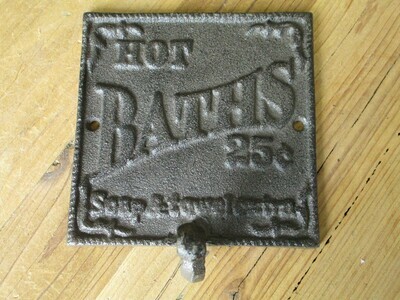 HOT
BATHS
25¢
Soap & towel extra